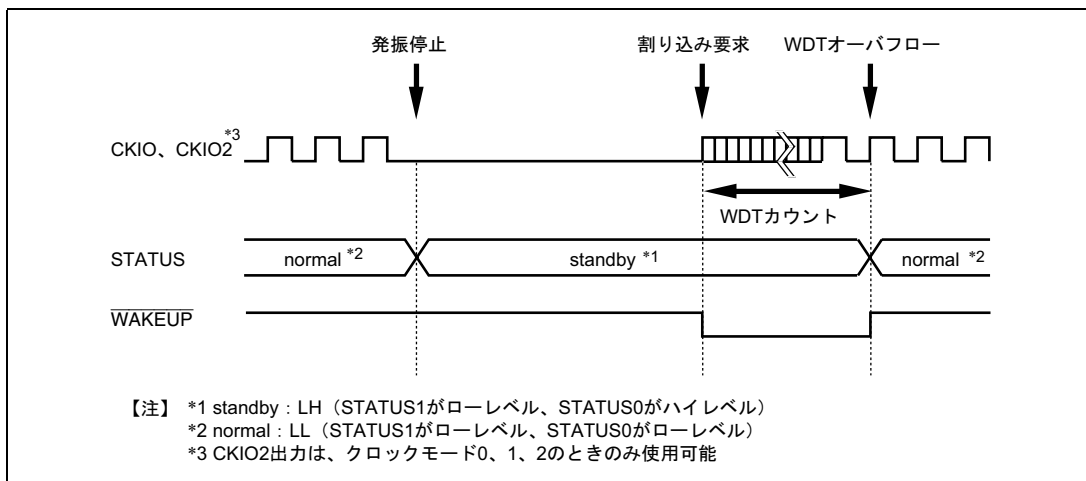 発振停止 割り込み要求 WDTオーバフロー
CKIO、CKIO2*3
WDTカウント
STATUS normal *2 standby *1 normal *2
WAKEUP
【注】 *1 standby : LH（STATUS1がローレベル、STATUS0がハイレベル）
*2 normal : LL（STATUS1がローレベル、STATUS0がローレベル）
*3 CKIO2出力は、クロックモード0、1、2のときのみ使用可能